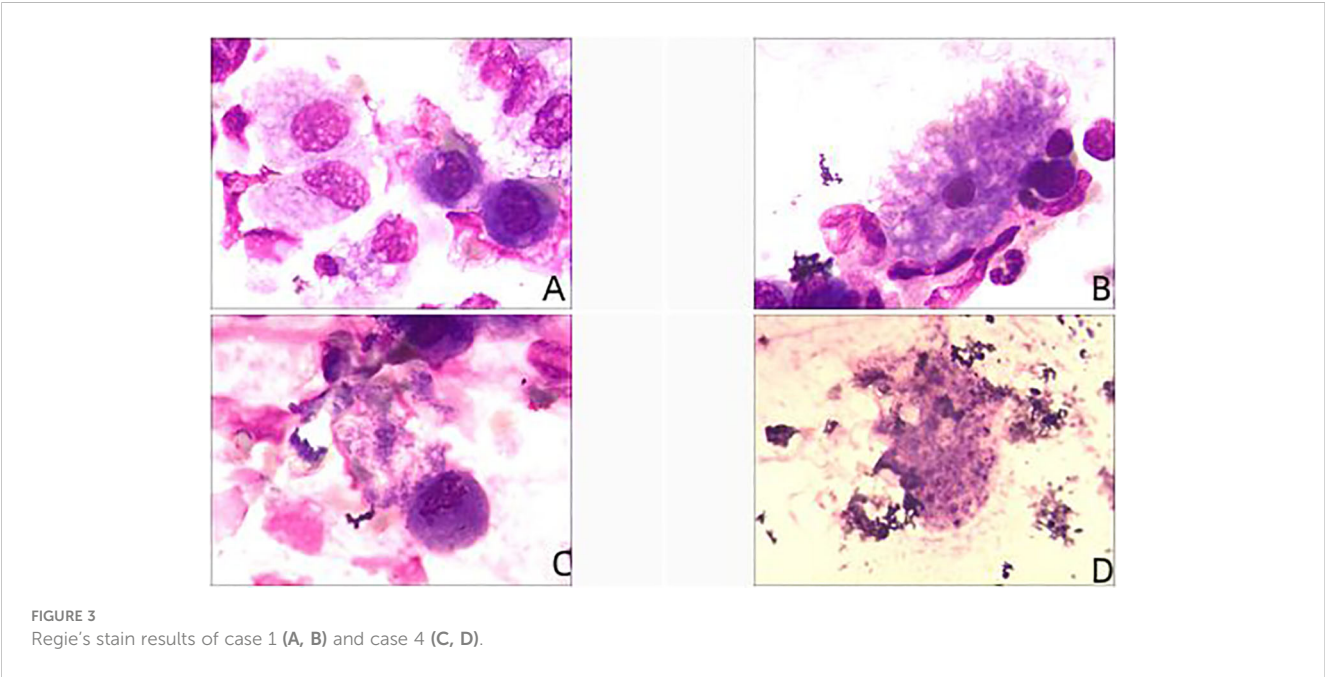 A
B
C
D
FIGURE 3
Regie's stain results of case 1 (A, B) and case 4 (C, D).